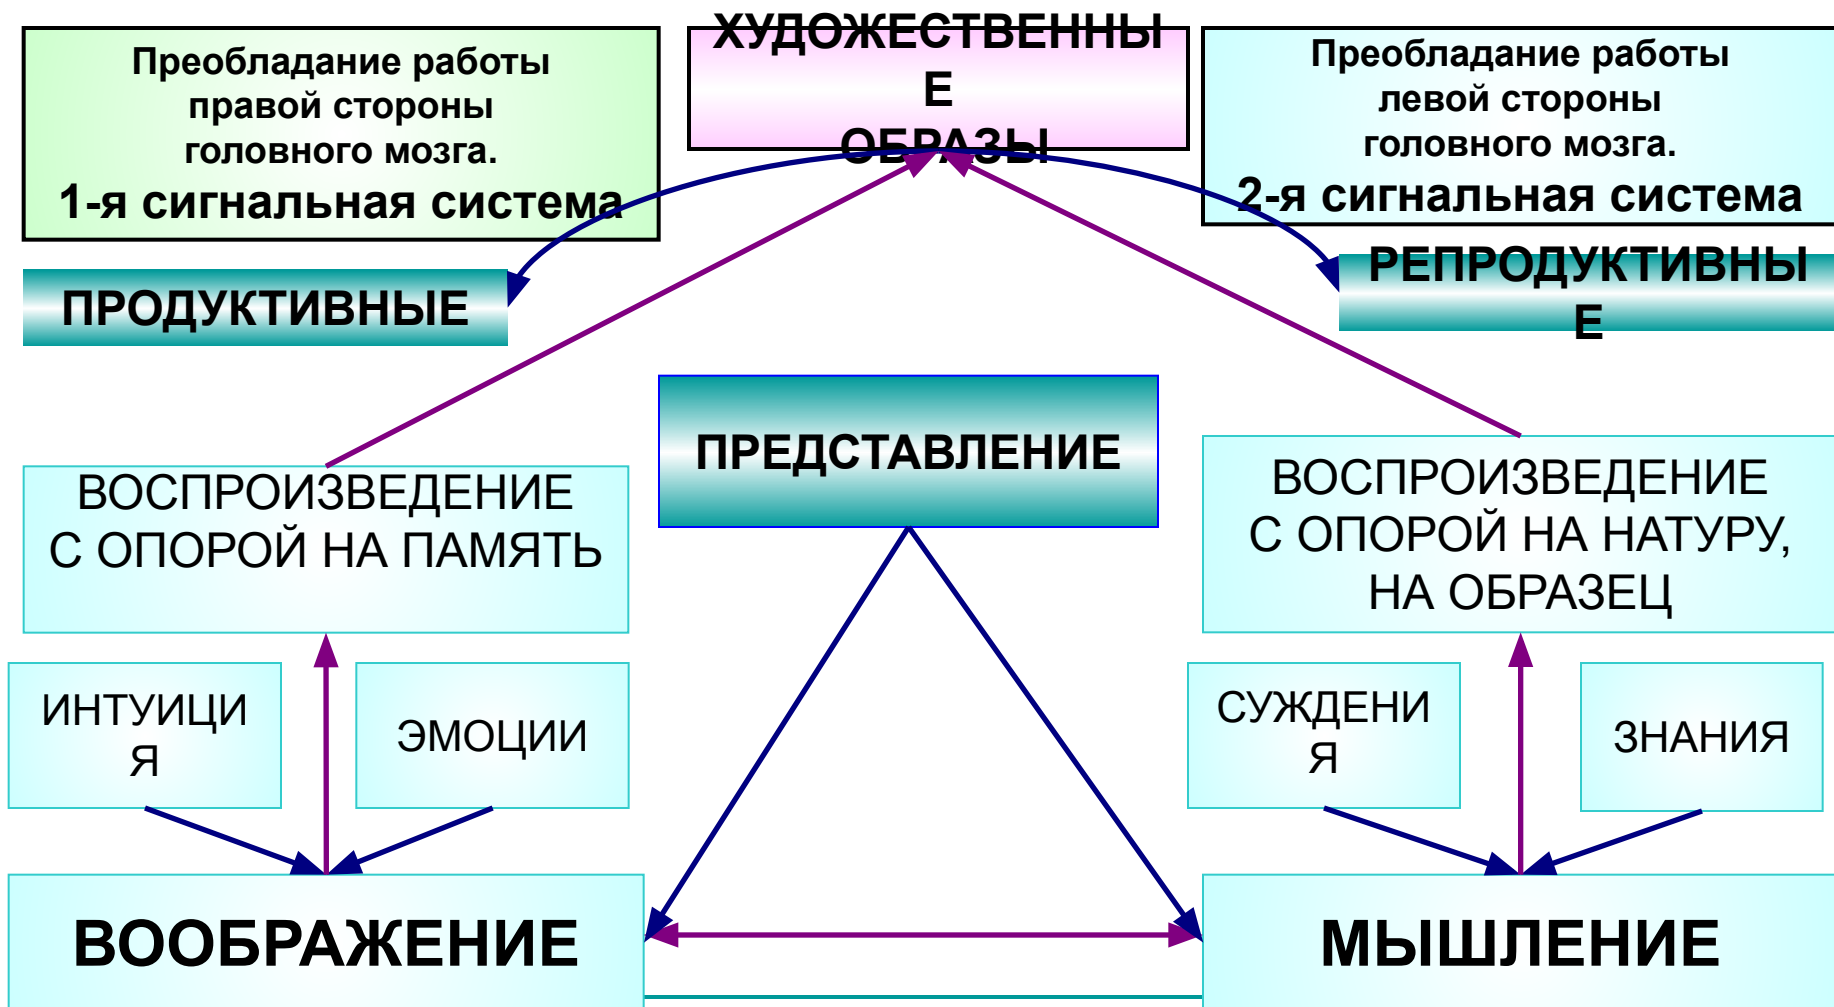 Преобладание работы
правой стороны
головного мозга.
1-я сигнальная система
ХУДОЖЕСТВЕННЫ
Е
ОБРАЗЫ
Преобладание работы
левой стороны
головного мозга.
2-я сигнальная система
ПРОДУКТИВНЫЕ
РЕПРОДУКТИВНЫ
Е
ПРЕДСТАВЛЕНИЕ
ВОСПРОИЗВЕДЕНИЕ
С ОПОРОЙ НА ПАМЯТЬ
ВОСПРОИЗВЕДЕНИЕ
С ОПОРОЙ НА НАТУРУ,
НА ОБРАЗЕЦ
ИНТУИЦИ
Я
ЭМОЦИИ
СУЖДЕНИ
Я
ЗНАНИЯ
ВООБРАЖЕНИЕ
МЫШЛЕНИЕ